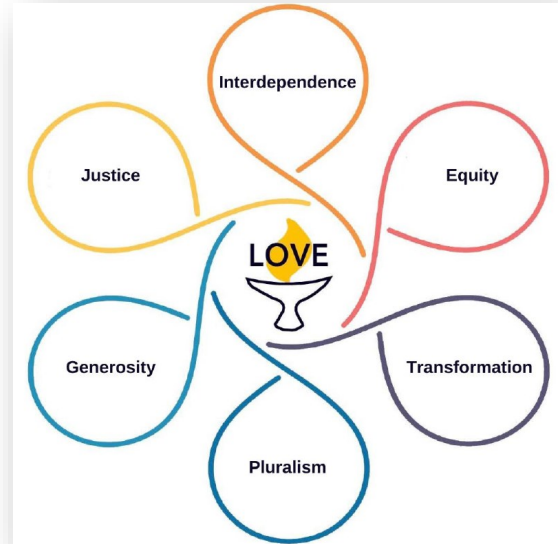 Interdependence
Justice
Equity
LOVE
Generosity
Transformation
Pluralism